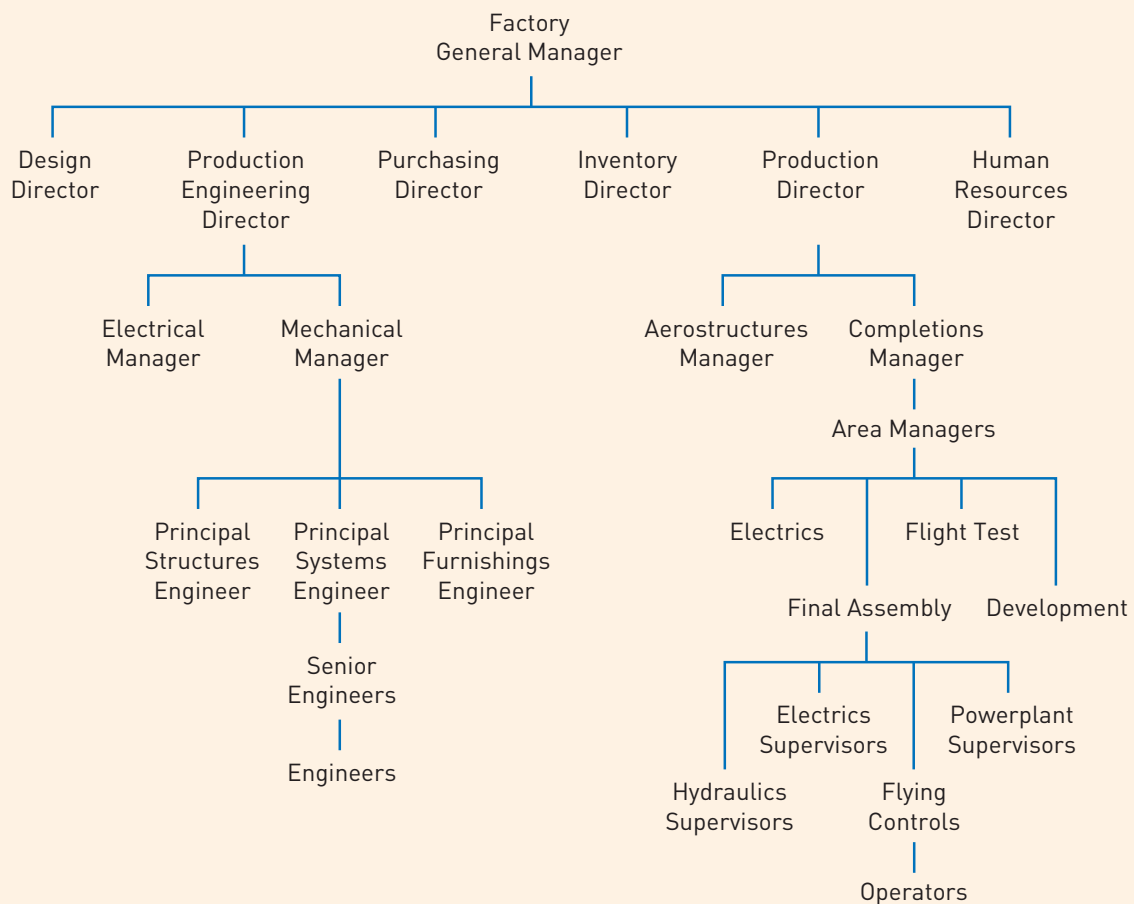 Factory
General Manager
Design
Director
Production
Engineering
Director
Purchasing
Director
Inventory
Director
Production
Director
Human
Resources
Director
Electrical
Manager
Mechanical
Manager
Aerostructures
Manager
Completions
Manager
Area Managers
Principal
Structures
Engineer
Principal
Systems
Engineer
Principal
Furnishings
Engineer
Electrics
Flight Test
Final Assembly
Development
Senior
Engineers
Engineers
Electrics
Supervisors
Powerplant
Supervisors
Hydraulics
Supervisors
Flying
Controls
Operators